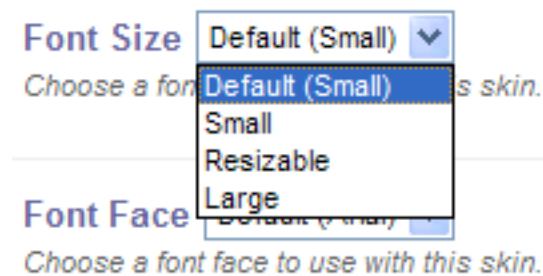 Font Size Default (Small)
Choose a fon Default (Small) s skin.
Small
Resizable
Large
Font Face
Choose a font face to use with this skin.